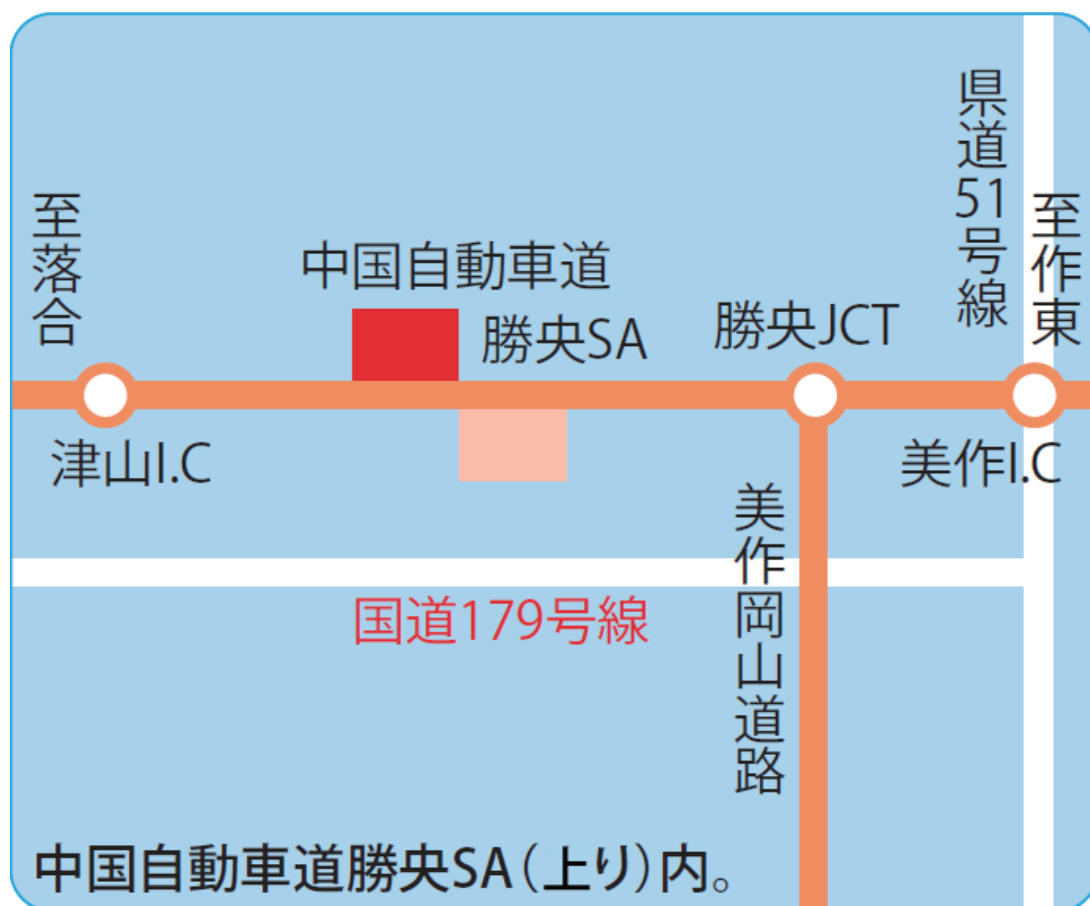 県道51号線
至落合
至作東
中国自動車道
勝央SA
勝央JCT
津山I.C
美作I.C
美作岡山道路
国道179号線
中国自動車道勝央SA（上り）内。